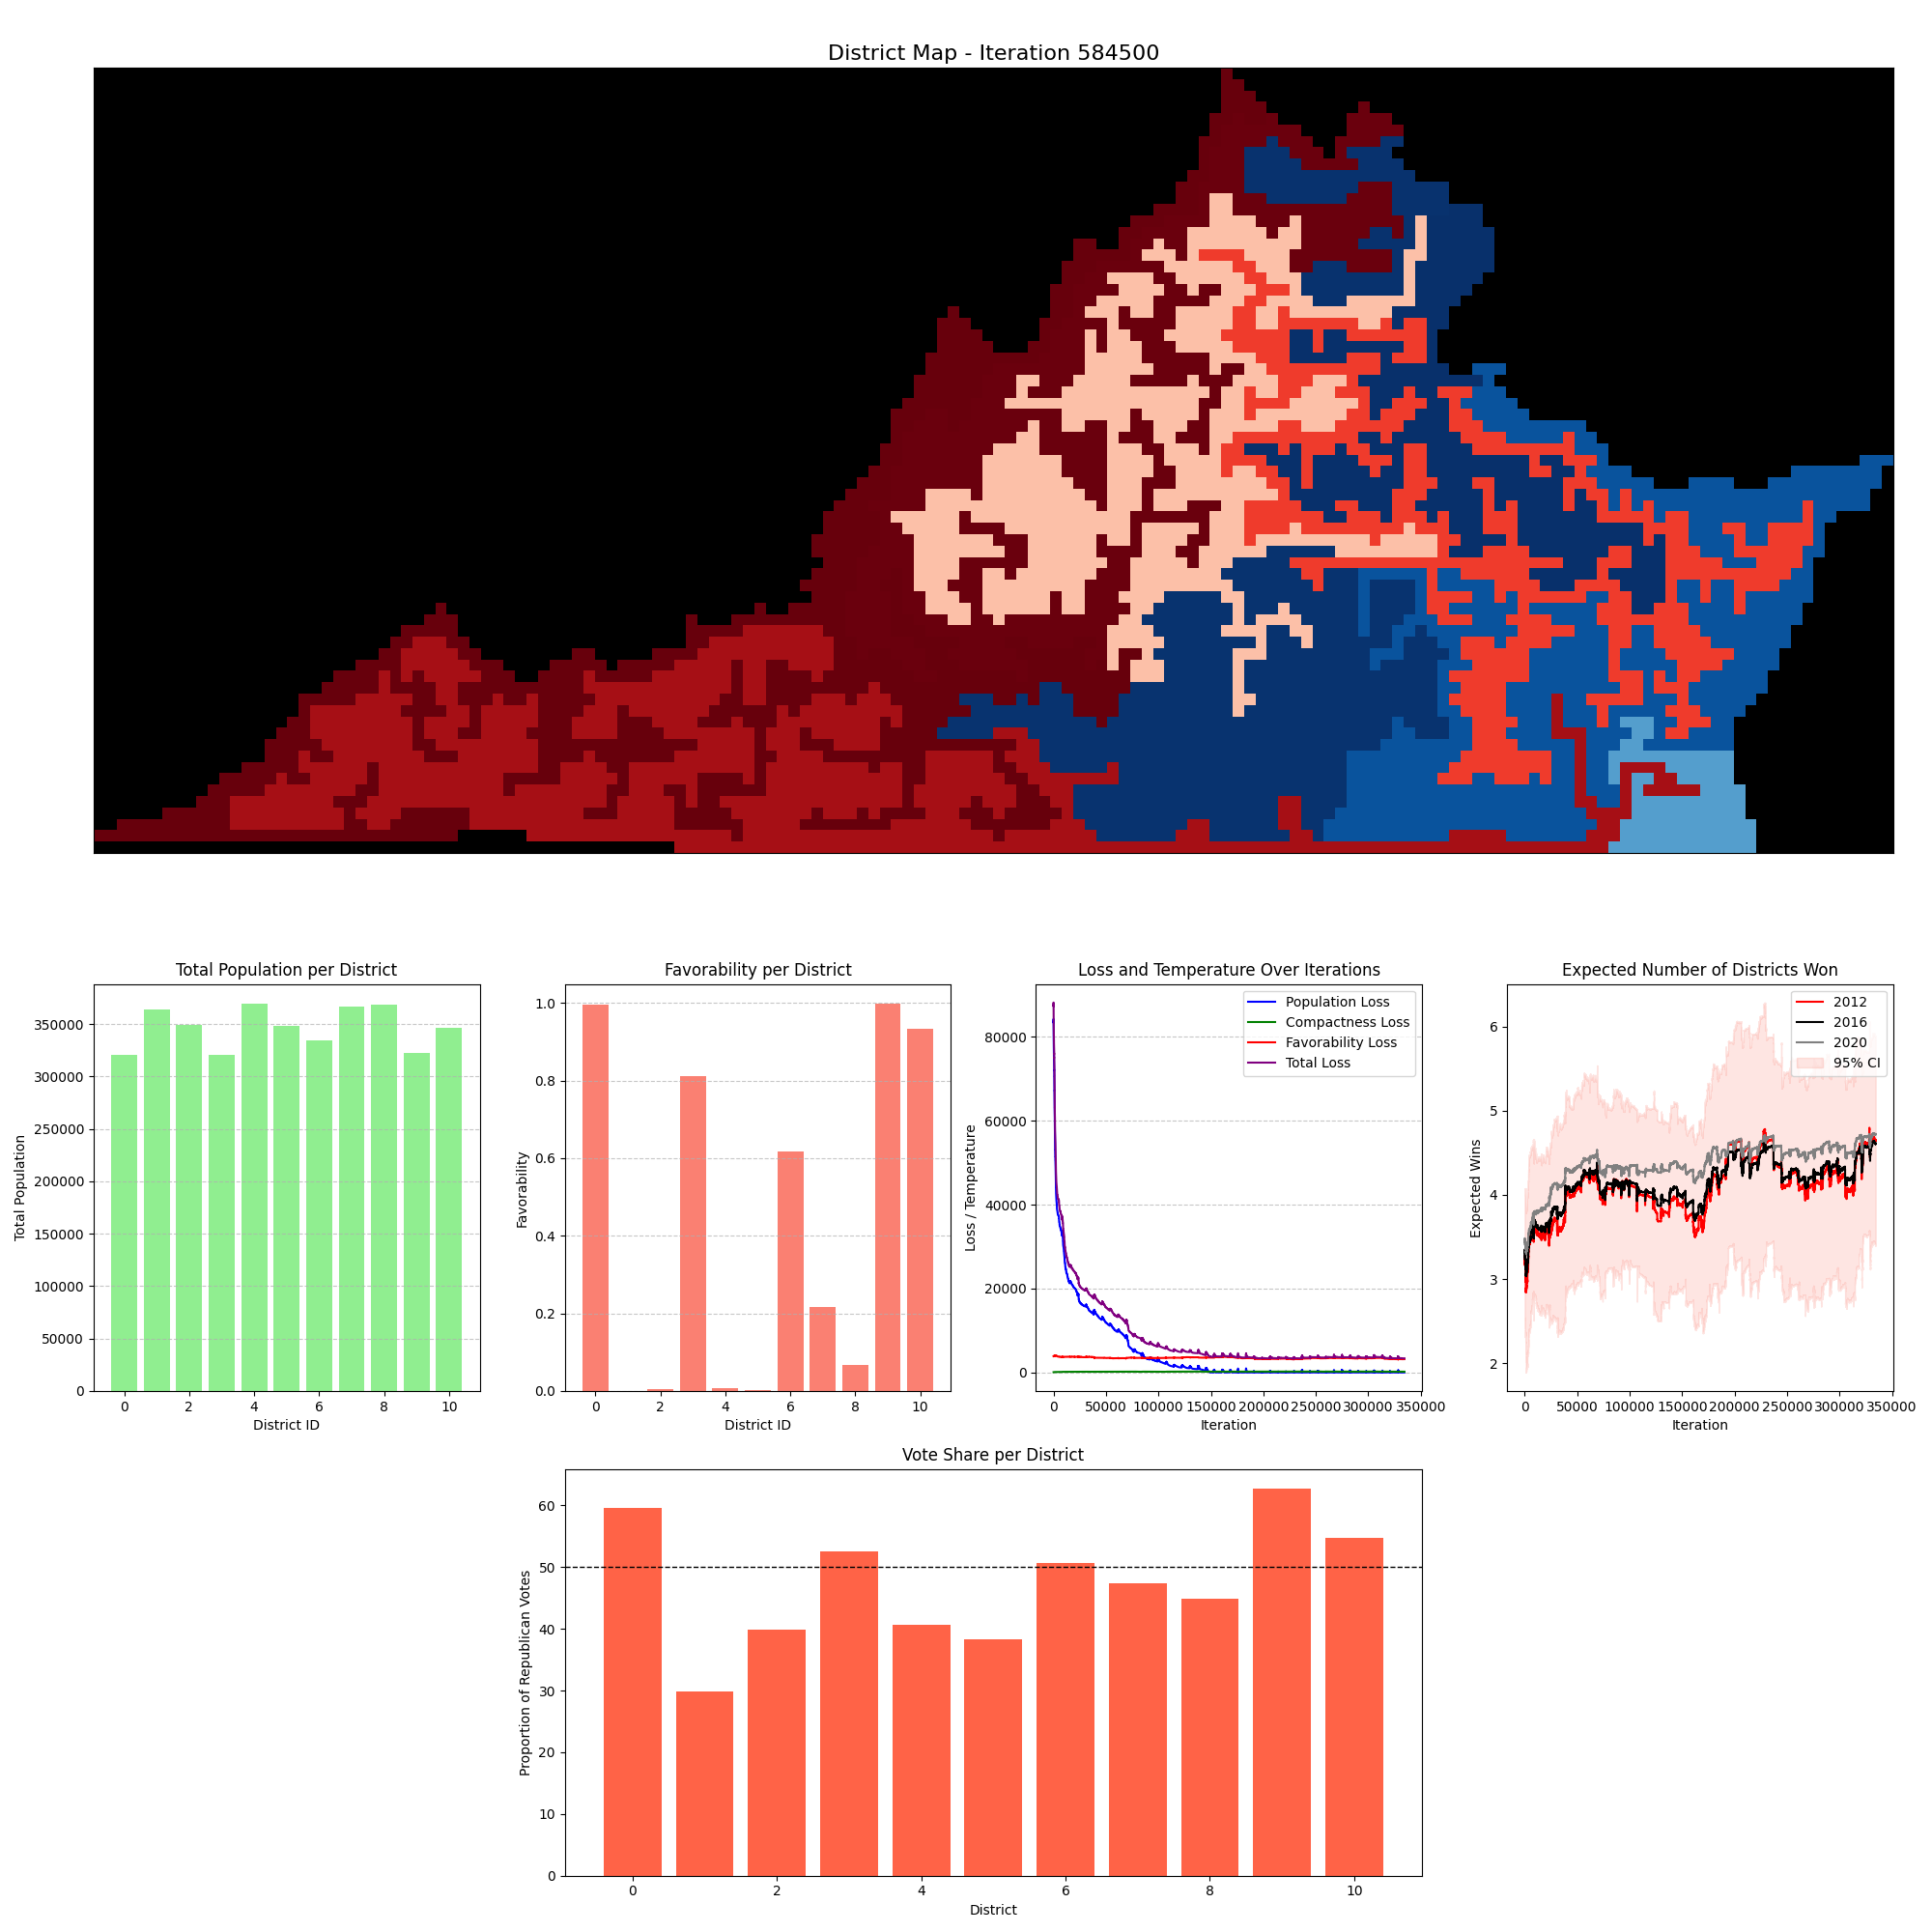 District Map - Iteration 584500
Total Population per District
Total Population
350000
300000
250000
200000
150000
100000
50000
0
0 2 4 6 8 10
District ID
Favorability per District
Favorability
1.0
0.8
0.6
0.4
0.2
0.0
0 2 4 6 8 10
District ID
Loss and Temperature Over Iterations
Loss / Temperature
80000
60000
40000
20000
0
Population Loss
Compactness Loss
Favorability Loss
Total Loss
0 50000 100000 150000 200000 250000 300000 350000
Iteration
Expected Number of Districts Won
Expected Wins
6
5
4
3
2
2012
2016
2020
95% CI
0 50000 100000 150000 200000 250000 300000 350000
Iteration
Vote Share per District
Proportion of Republican Votes
60
50
40
30
20
10
0
0 2 4 6 8 10
District